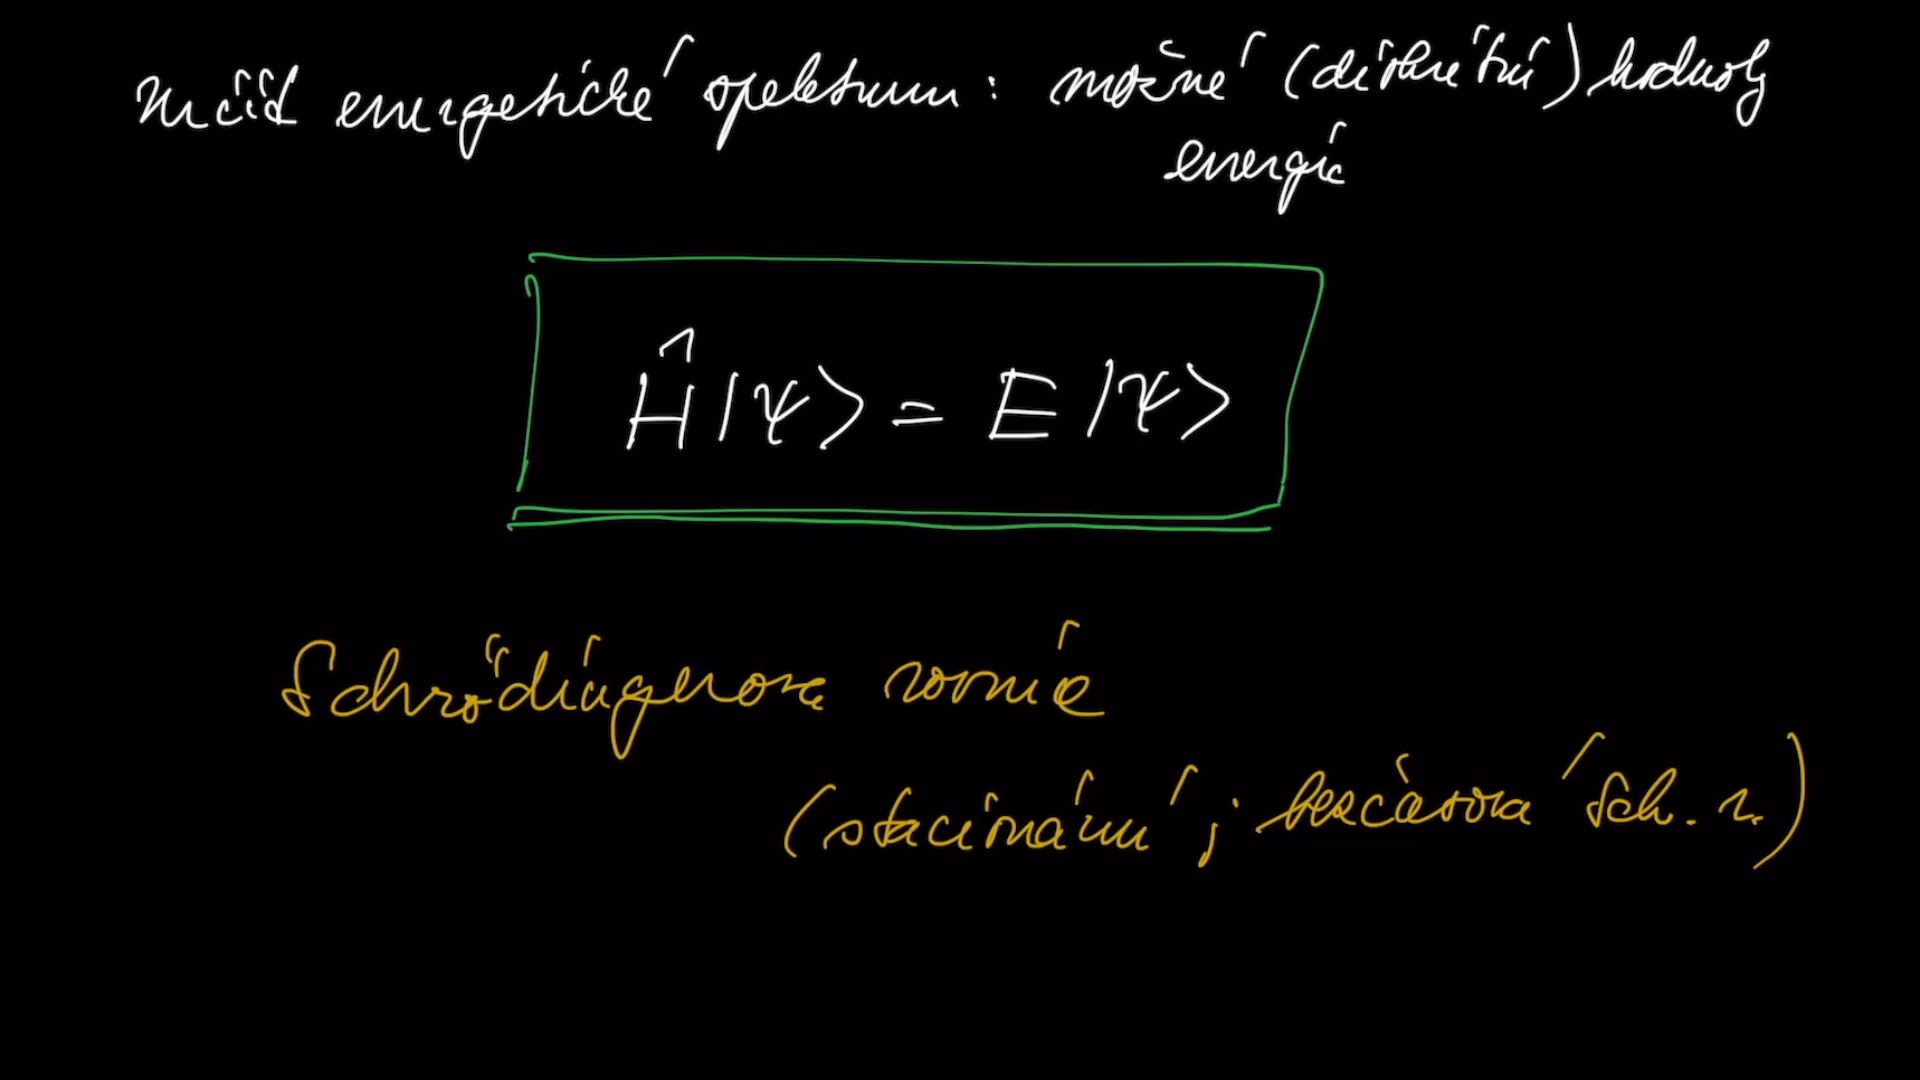 určit energetické spektrum: možné (diskrétní) hodnoty
energie
Ĥ|ψ> = E|ψ>
Schrödingerova rovnice
(stacionární; bezčasová Sch. r.)